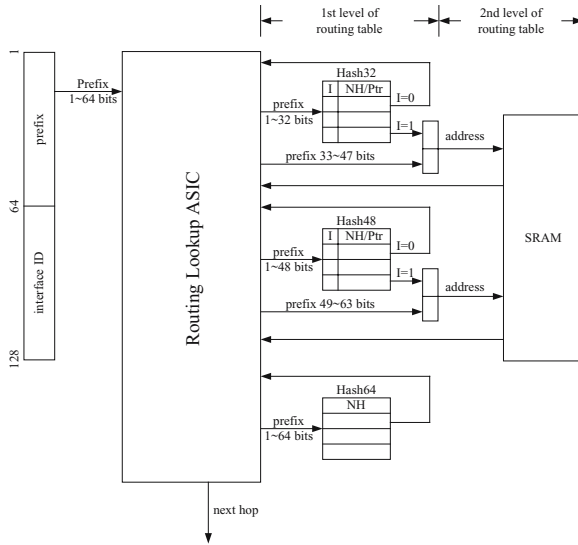 1st level of
routing table
2nd level of
routing table
1
prefix
64
interface ID
128
Prefix
1~64 bits
Routing Lookup ASIC
Hash32
I NH/Ptr
I=0
I=1
prefix
1~32 bits
prefix 33~47 bits
address
SRAM
Hash48
I NH/Ptr
I=0
I=1
prefix
1~48 bits
prefix 49~63 bits
address
Hash64
NH
prefix
1~64 bits
next hop